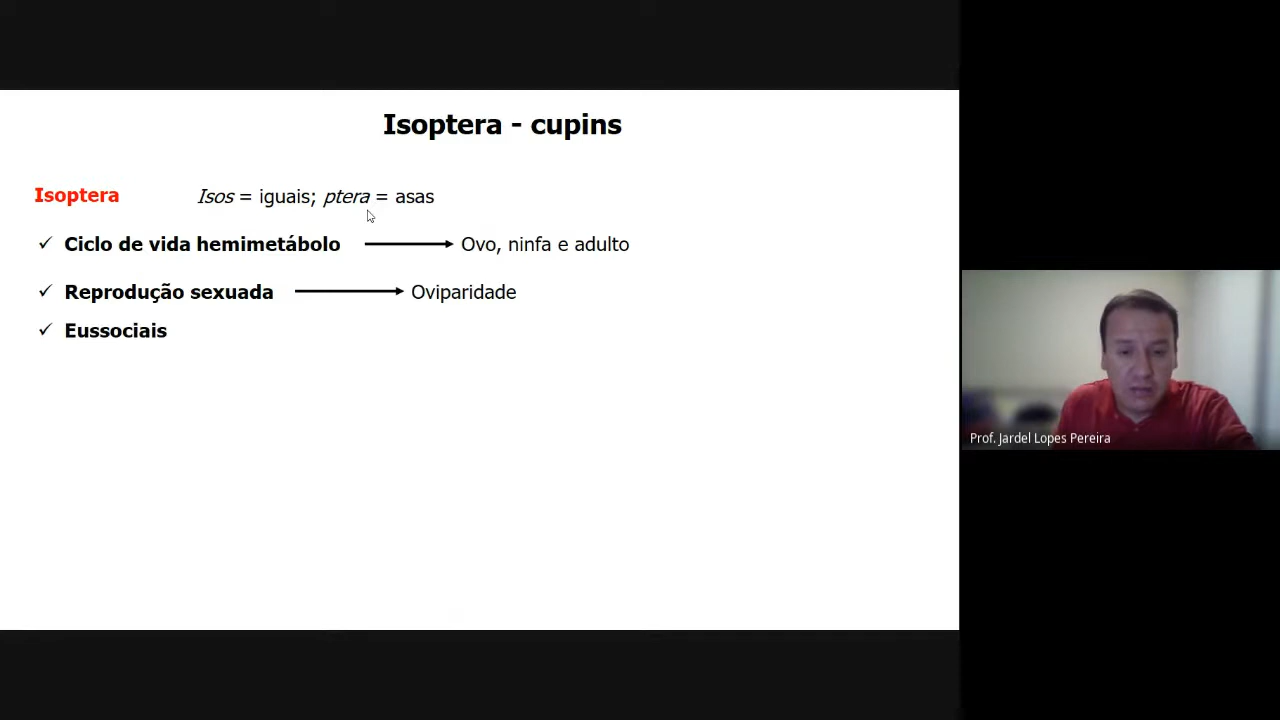 Isoptera - cupins
Isoptera Isos = iguais; ptera = asas
✓ Ciclo de vida hemimetábolo → Ovo, ninfa e adulto
✓ Reprodução sexuada → Oviparidade
✓ Eussociais
Prof. Jardel Lopes Pereira